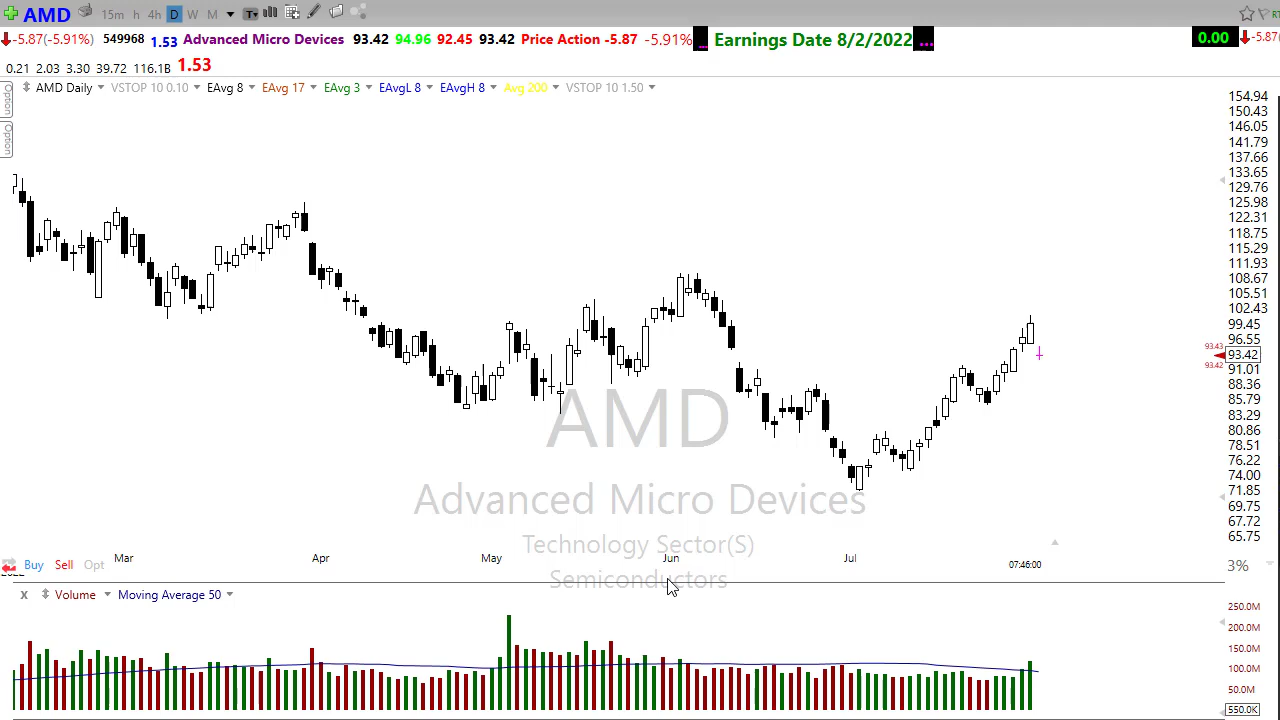 AMD 15m h 4h D W M T
-5.87(-5.91%) 549968 1.53 Advanced Micro Devices 93.42 94.96 92.45 93.42 Price Action -5.87 -5.91% ... Earnings Date 8/2/2022 ... 0.00 -5.87(
0.21 2.03 3.30 39.72 116.1B 1.53
AMD Daily VSTOP 10 0.10 EAvg 8 EAvg 17 EAvg 3 EAvgL 8 EAvgH 8 Avg 200 VSTOP 10 1.50
Option
Option
154.94
150.43
146.05
141.79
137.66
133.65
129.76
125.98
122.31
118.75
115.29
111.93
108.67
105.51
102.43
99.45
96.55
93.43
93.42
93.42
91.01
88.36
85.79
83.29
80.86
78.51
76.22
74.00
71.85
69.75
67.72
65.75
AMD
Advanced Micro Devices
Technology Sector(S)
Semiconductors
Mar Apr May Jun Jul 07:46:00
Buy Sell Opt
3%
X Volume Moving Average 50
250.0M
200.0M
150.0M
100.0M
50.0M
550.0K